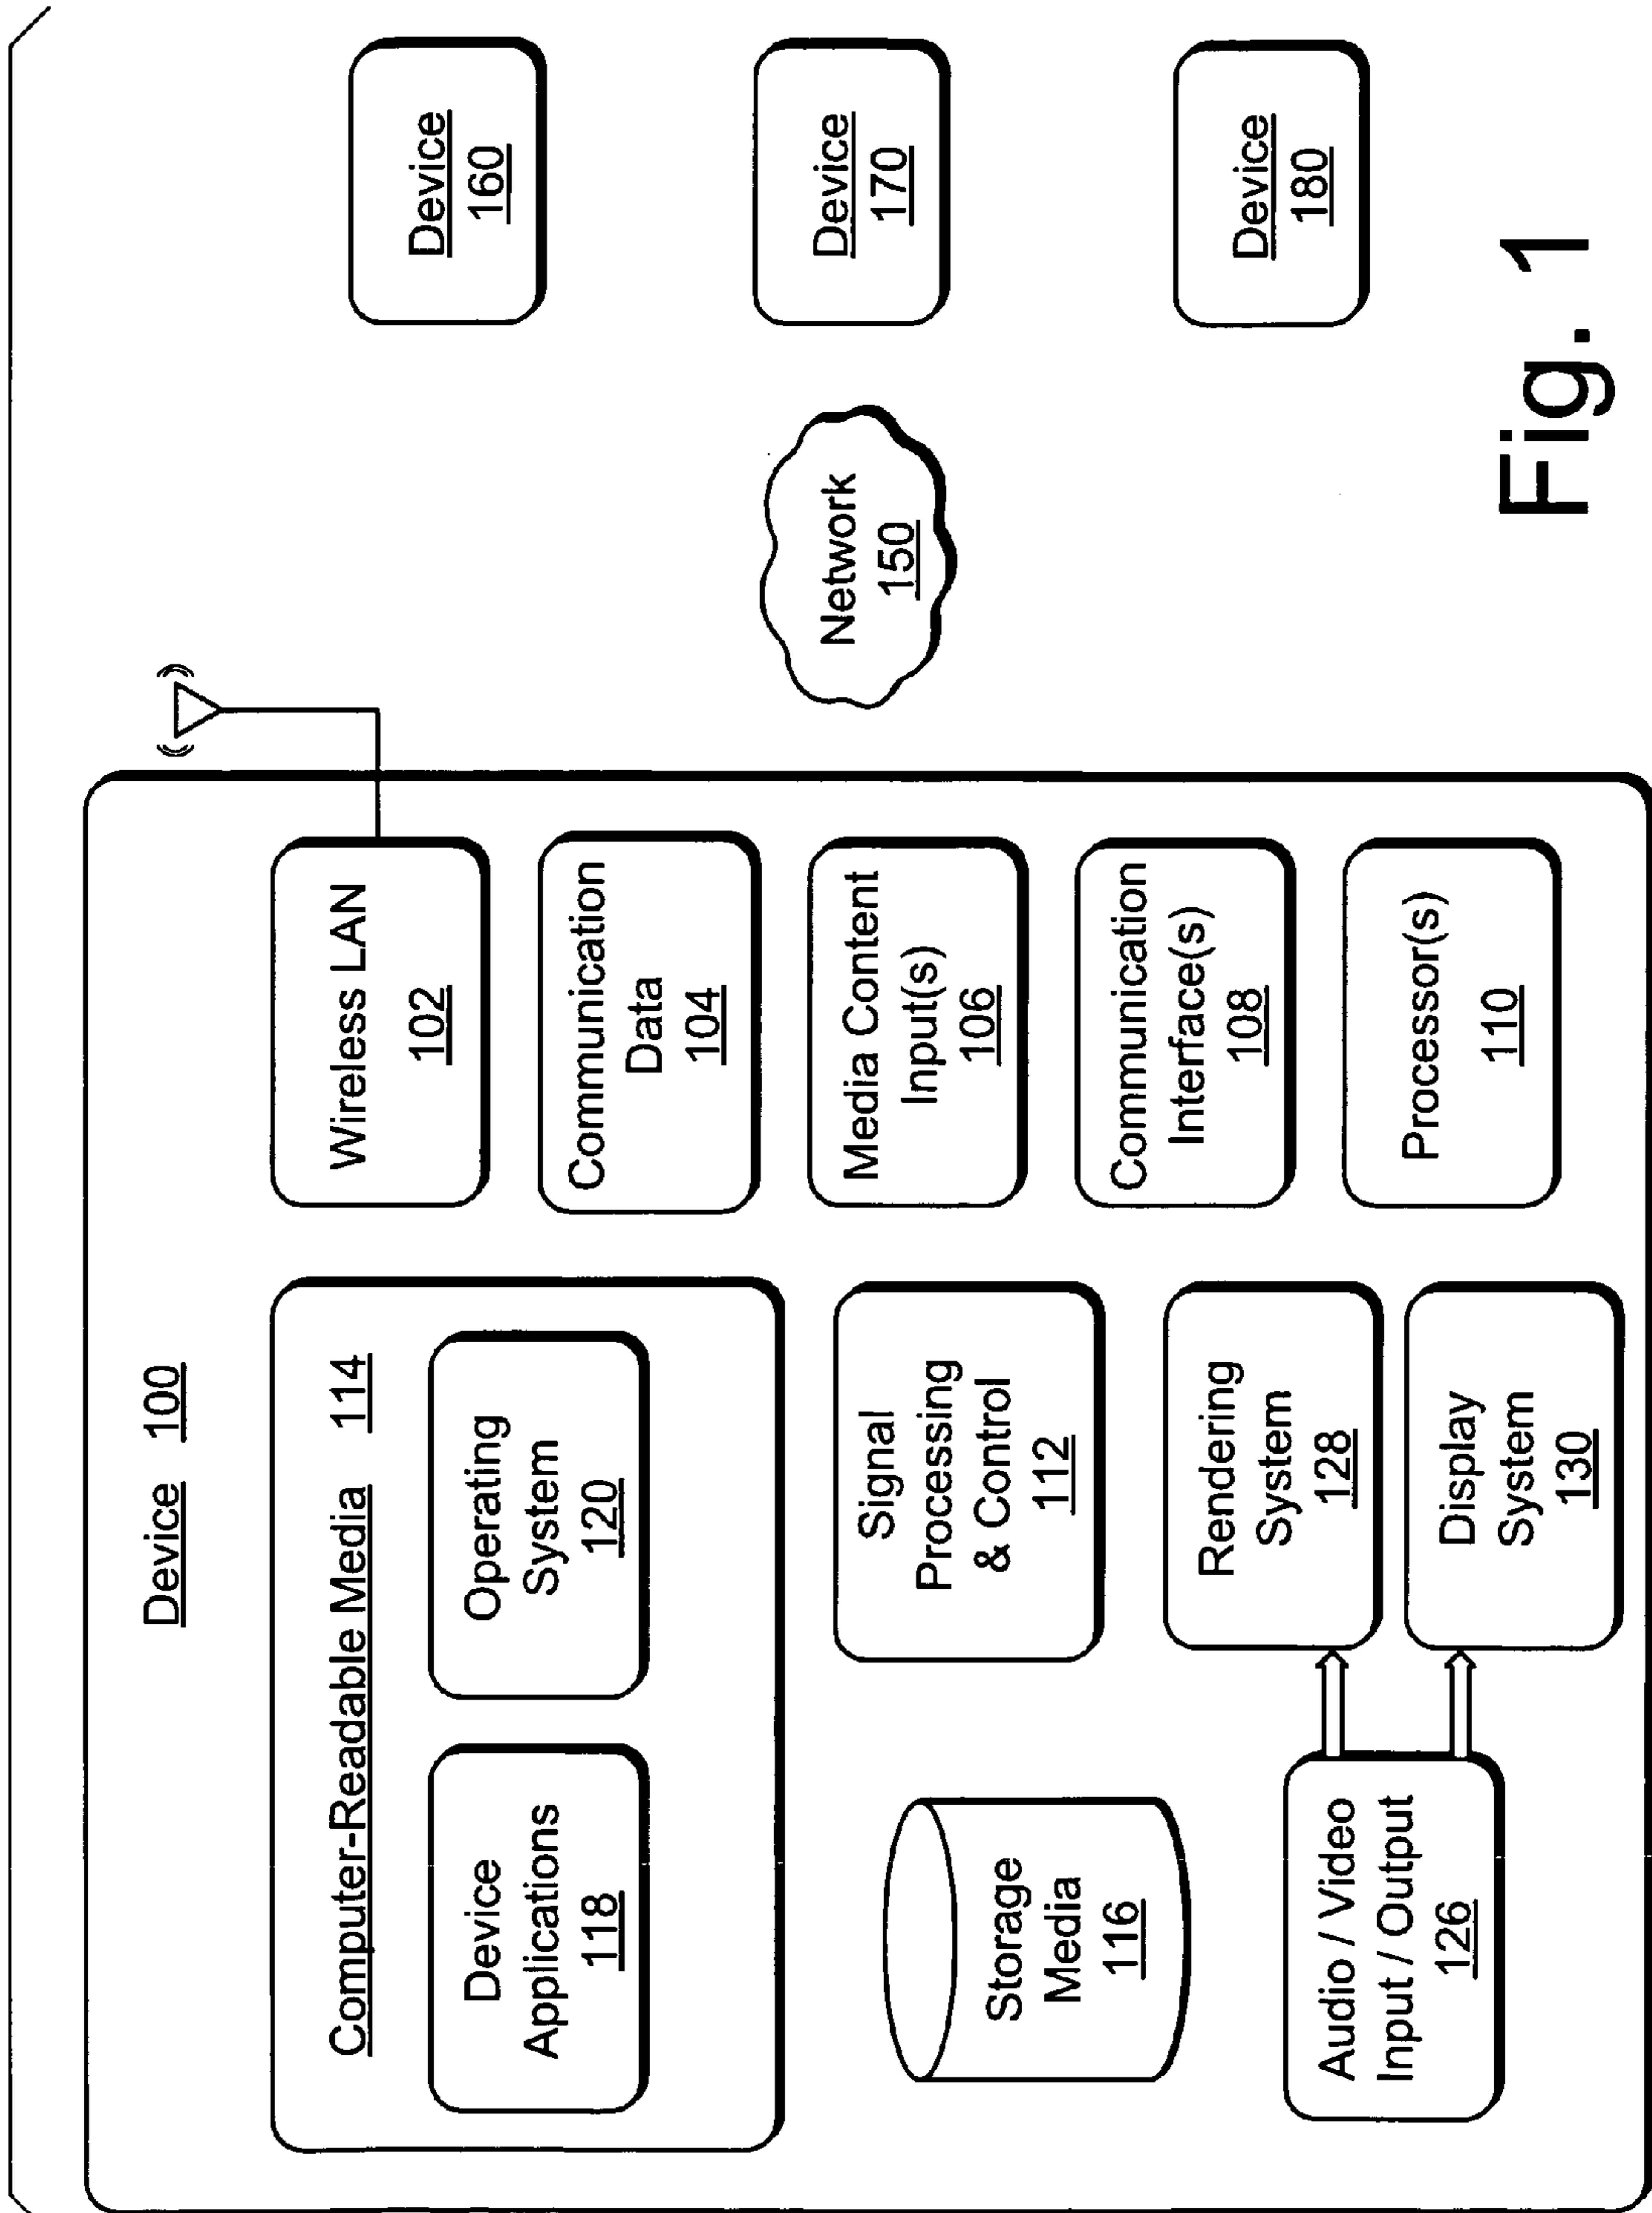 Device 100
Computer-Readable Media 114
Device
Applications
118
Operating
System
120
Storage
Media
116
Signal
Processing
& Control
112
Audio / Video
Input / Output
126
Rendering
System
128
Display
System
130
Wireless LAN
102
Communication
Data
104
Media Content
Input(s)
106
Communication
Interface(s)
108
Processor(s)
110
Network
150
Device
160
Device
170
Device
180
Fig. 1